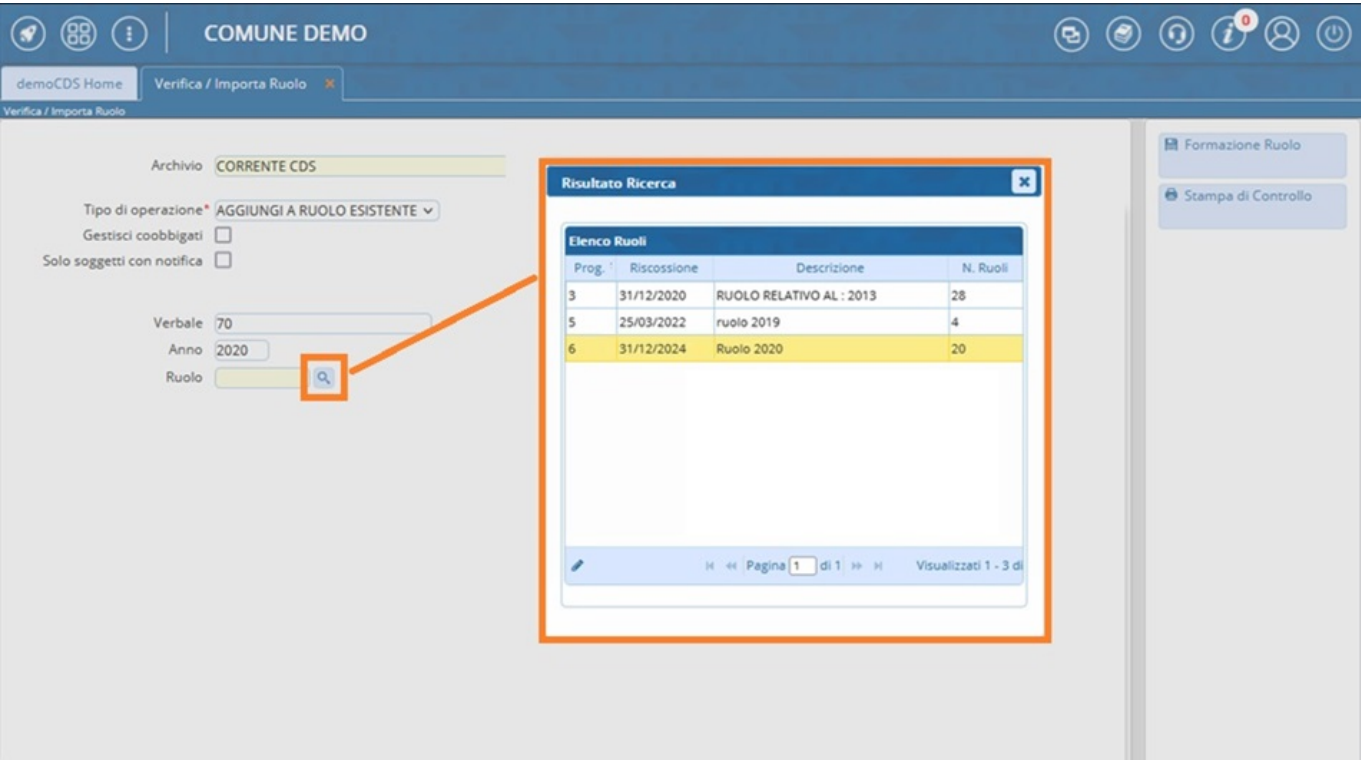 COMUNE DEMO
0
demoCDS Home
Verifica / Importa Ruolo
Verifica / Importa Ruolo
Archivio CORRENTE CDS
Tipo di operazione* AGGIUNGI A RUOLO ESISTENTE
Gestisci coobbigati
Solo soggetti con notifica
Verbale 70
Anno 2020
Ruolo
Risultato Ricerca
Elenco Ruoli
Prog. Riscossione Descrizione N. Ruoli
3 31/12/2020 RUOLO RELATIVO AL : 2013 28
5 25/03/2022 ruolo 2019 4
6 31/12/2024 Ruolo 2020 20
Pagina 1 di 1 Visualizzati 1 - 3 di
Formazione Ruolo
Stampa di Controllo